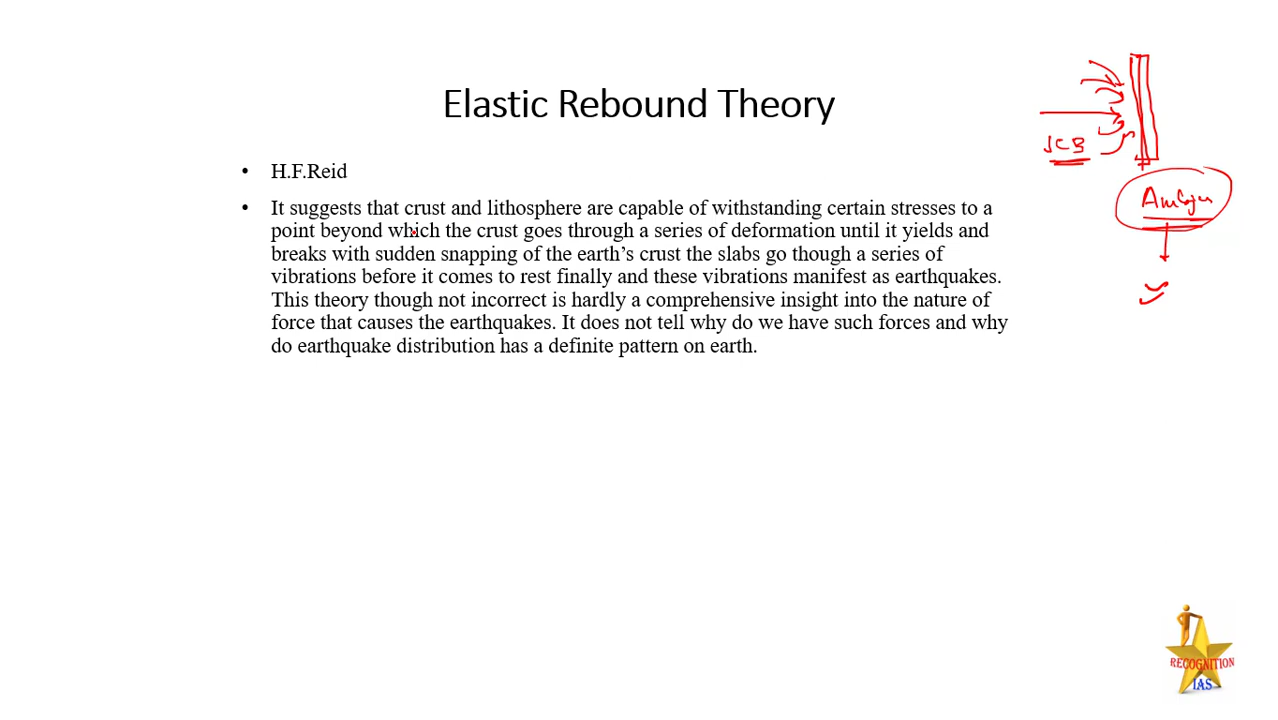 Elastic Rebound Theory
• H.F.Reid
• It suggests that crust and lithosphere are capable of withstanding certain stresses to a
point beyond which the crust goes through a series of deformation until it yields and
breaks with sudden snapping of the earth's crust the slabs go though a series of
vibrations before it comes to rest finally and these vibrations manifest as earthquakes.
This theory though not incorrect is hardly a comprehensive insight into the nature of
force that causes the earthquakes. It does not tell why do we have such forces and why
do earthquake distribution has a definite pattern on earth.
JCB
RECOGNITION
IAS